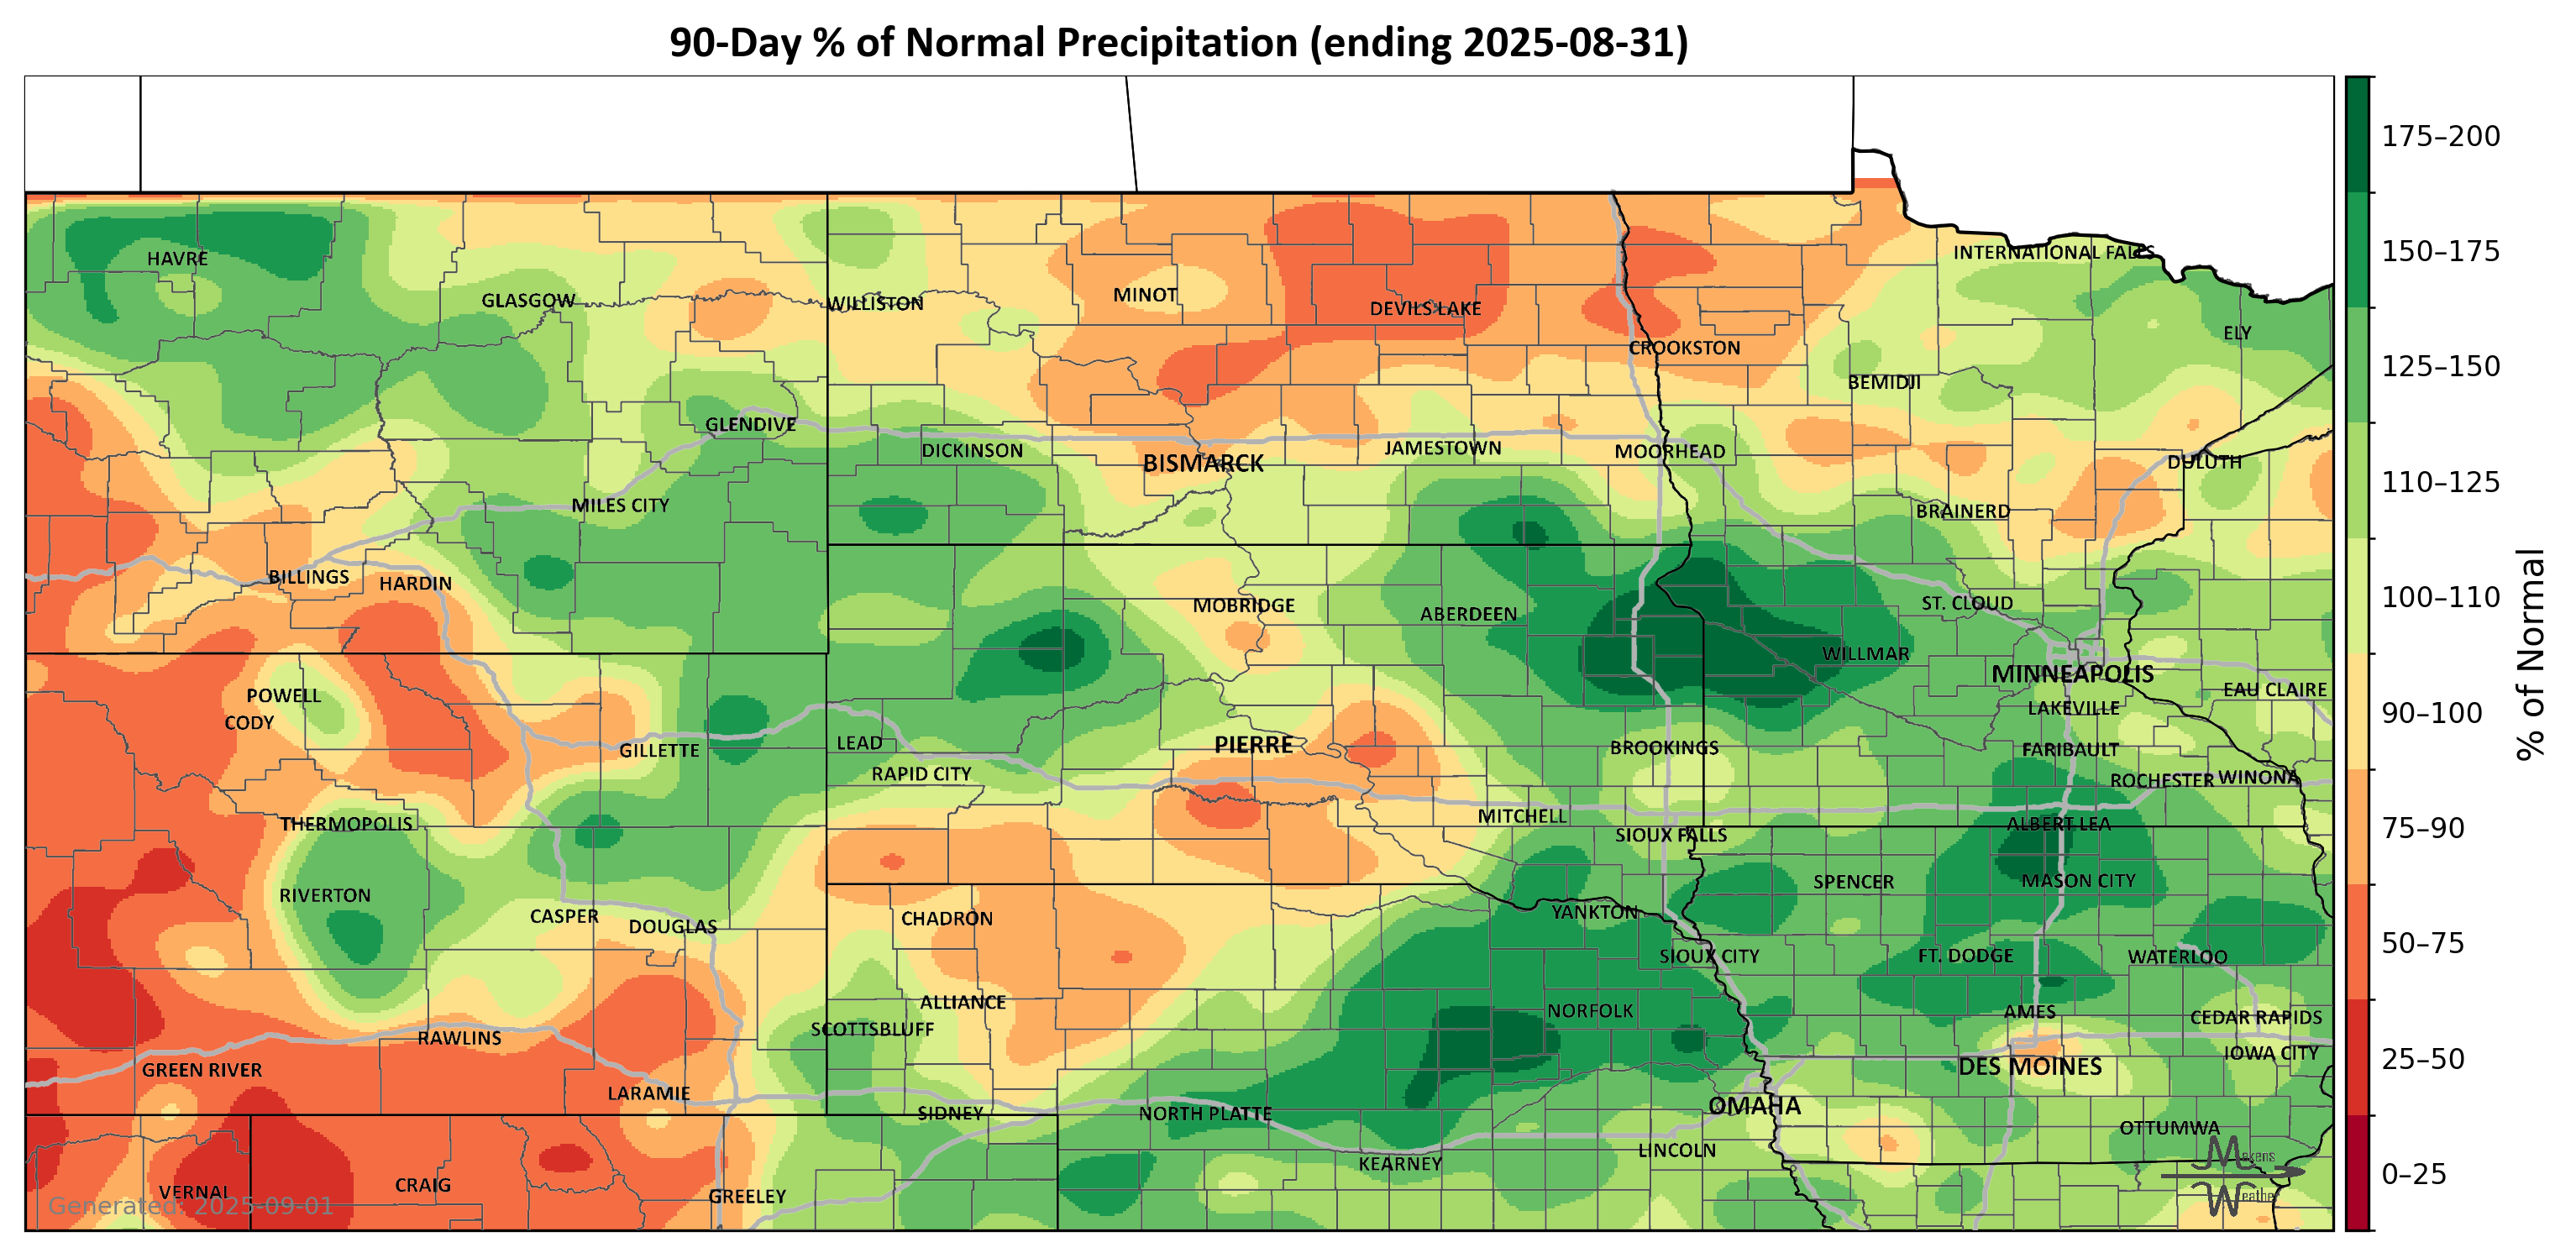 90-Day % of Normal Precipitation (ending 2025-08-31)
175–200
150–175
125–150
110–125
100–110
90–100
75–90
50–75
25–50
0–25
% of Normal
INTERNATIONAL FALLS
HAVRE
MINOT
GLASGOW
WILLISTON
DEVILS LAKE
ELY
CROOKSTON
BEMIDJI
GLENDIVE
DICKINSON
JAMESTOWN
MOORHEAD
BISMARCK
DULUTH
MILES CITY
BRAINERD
BILLINGS
HARDIN
MOBRIDGE
ST. CLOUD
ABERDEEN
WILLMAR
MINNEAPOLIS
POWELL
EAU CLAIRE
CODY
LAKEVILLE
GILLETTE
LEAD
PIERRE
BROOKINGS
FARIBAULT
RAPID CITY
ROCHESTER
WINONA
THERMOPOLIS
MITCHELL
ALBERT LEA
SIOUX FALLS
RIVERTON
SPENCER
MASON CITY
CASPER
DOUGLAS
CHADRON
YANKTON
SIOUX CITY
FT. DODGE
WATERLOO
ALLIANCE
NORFOLK
AMES
SCOTTSBLUFF
CEDAR RAPIDS
RAWLINS
IOWA CITY
GREEN RIVER
DES MOINES
LARAMIE
SIDNEY
NORTH PLATTE
OMAHA
OTTUMWA
LINCOLN
KEARNEY
VERNAL
CRAIG
GREELEY
Makens
Weather
Generated: 2025-09-01